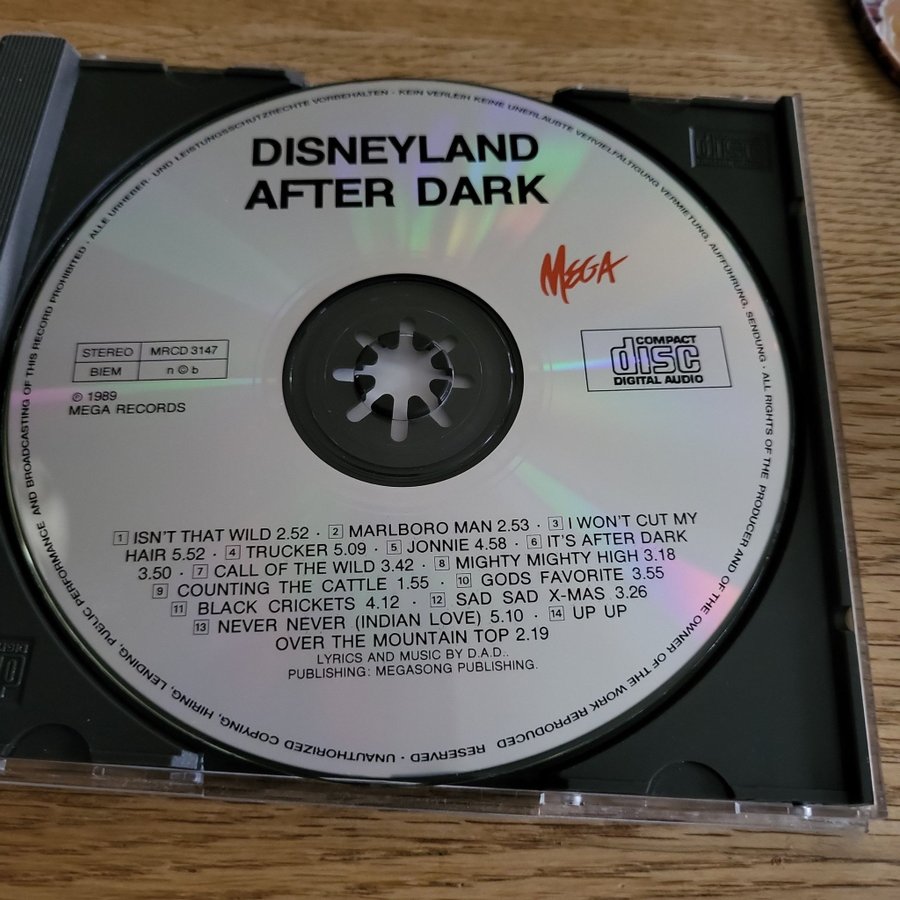 DISNEYLAND
AFTER DARK
MEGA
STEREO MRCD 3147
BIEM n©b
℗ 1989
MEGA RECORDS
COMPACT
disc
DIGITAL AUDIO
1 ISN'T THAT WILD 2.52 · 2 MARLBORO MAN 2.53 · 3 I WON'T CUT MY
HAIR 5.52 · 4 TRUCKER 5.09 · 5 JONNIE 4.58 · 6 IT'S AFTER DARK
3.50 · 7 CALL OF THE WILD 3.42 · 8 MIGHTY MIGHTY HIGH 3.18
9 COUNTING THE CATTLE 1.55 · 10 GODS FAVORITE 3.55
11 BLACK CRICKETS 4.12 · 12 SAD SAD X-MAS 3.26
13 NEVER NEVER (INDIAN LOVE) 5.10 · 14 UP UP
OVER THE MOUNTAIN TOP 2.19
LYRICS AND MUSIC BY D.A.D..
PUBLISHING: MEGASONG PUBLISHING.
ALLE URHEBER- UND LEISTUNGSSCHUTZRECHTE VORBEHALTEN · KEIN VERLEIH KEINE UNERLAUBTE VERVIELFÄLTIGUNG VERMIETUNG, AUFFÜHRUNG, SENDUNG · ALL RIGHTS OF THE PRODUCER AND OF THE OWNER OF THE WORK REPRODUCED RESERVED · UNAUTHORIZED COPYING, HIRING, LENDING, PUBLIC PERFORMANCE AND BROADCASTING OF THIS RECORD PROHIBITED ·
disc